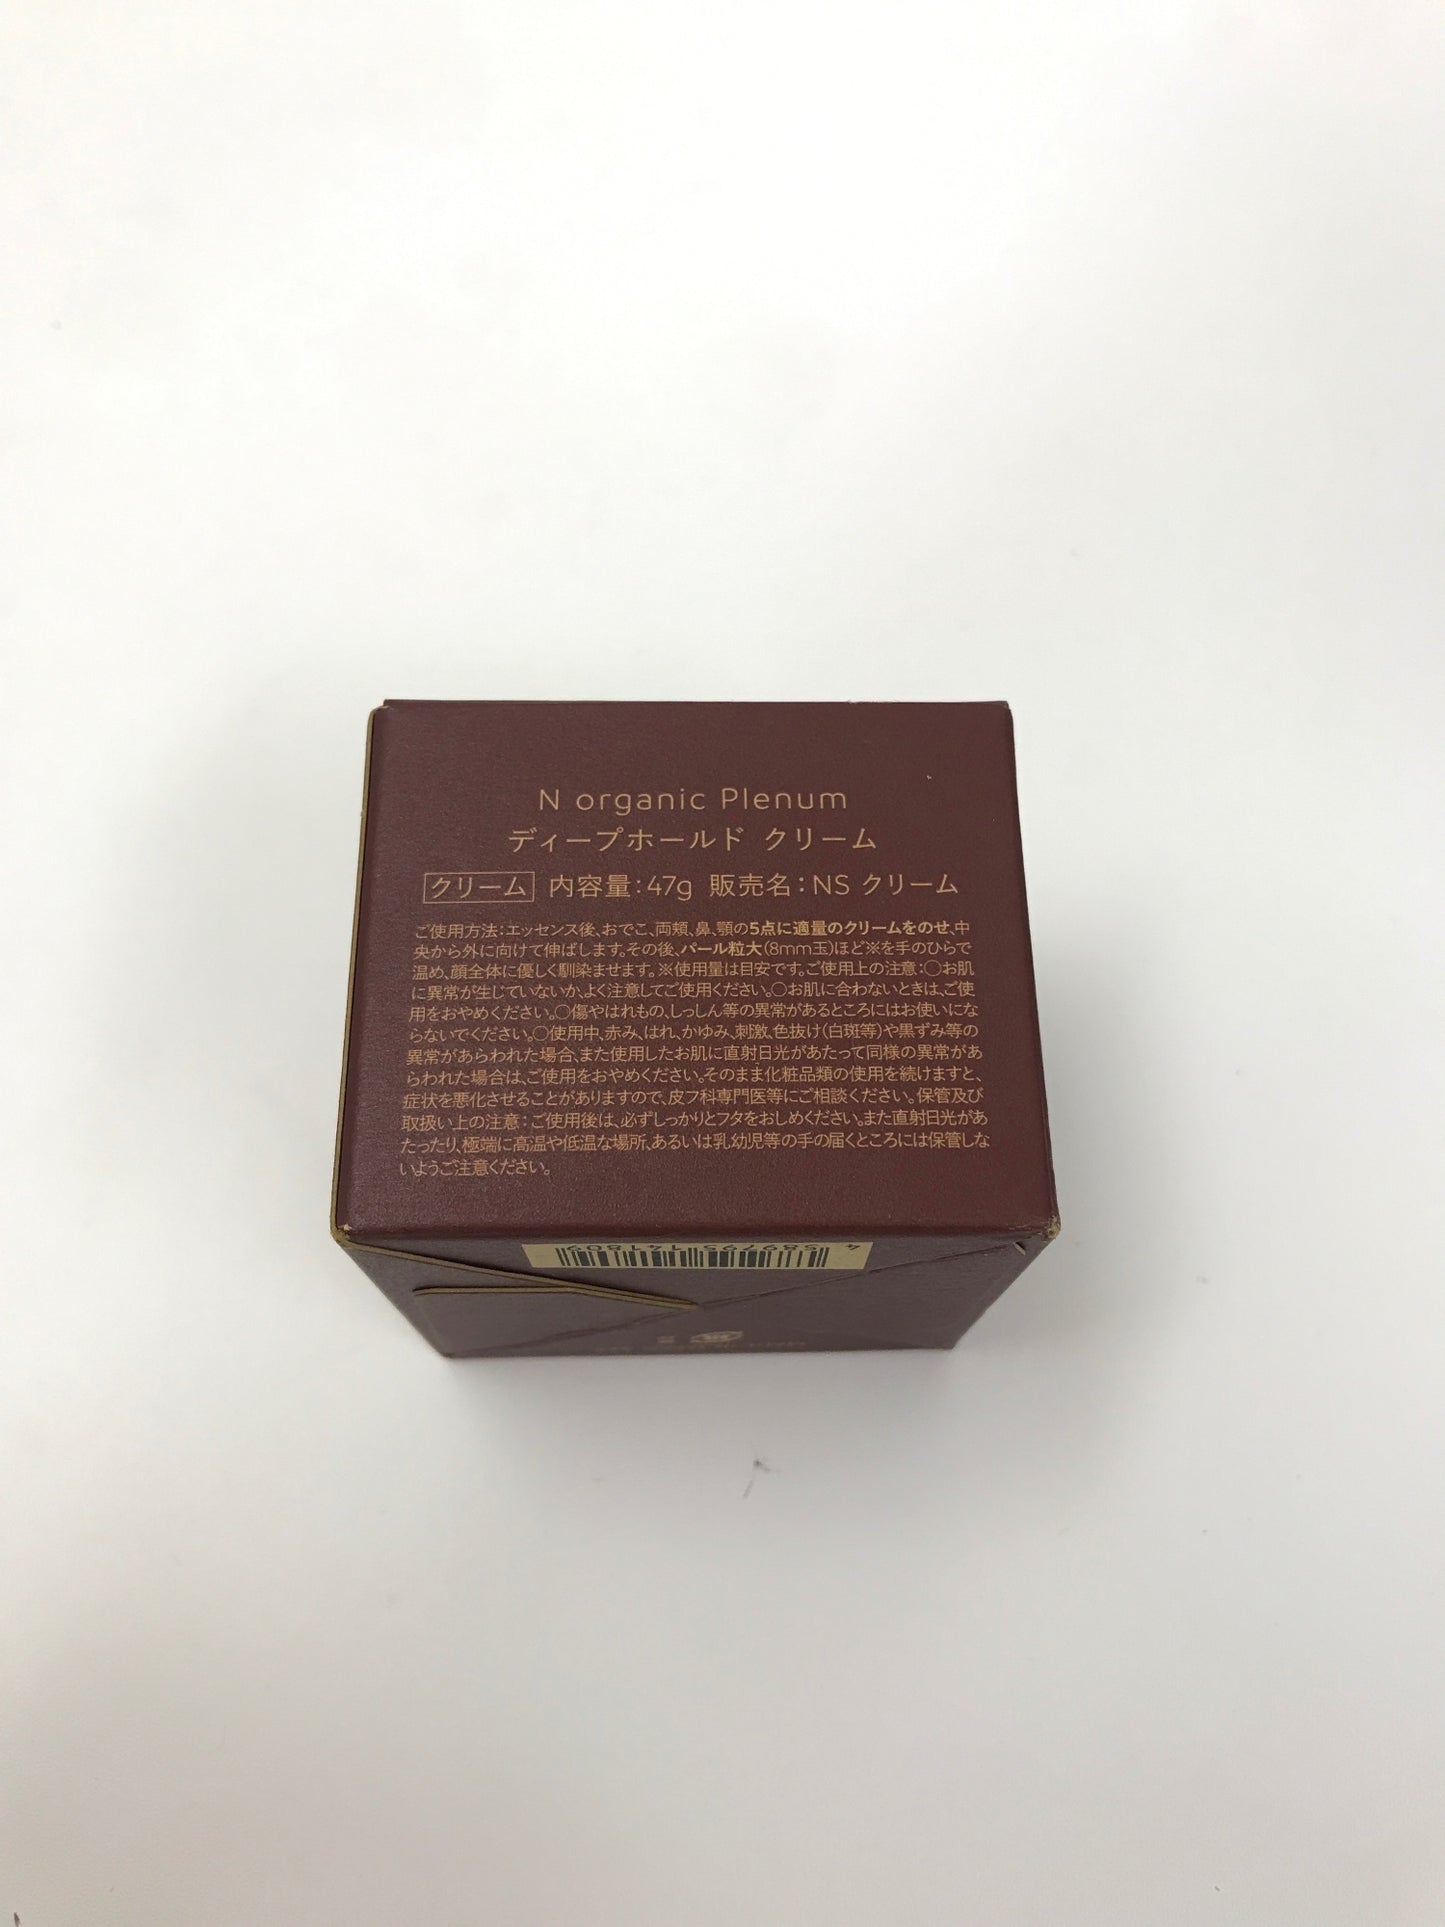 N organic Plenum
ディープホールド クリーム
クリーム 内容量：47g 販売名：NS クリーム
ご使用方法：エッセンス後、おでこ、両頬、鼻、顎の5点に適量のクリームをのせ、中
央から外に向けて伸ばします。その後、パール粒大（8mm玉）ほど※を手のひらで
温め、顔全体に優しく馴染ませます。※使用量は目安です。ご使用上の注意：○お肌
に異常が生じていないか、よく注意してご使用ください。○お肌に合わないときは、ご使
用をおやめください。○傷やはれもの、しっしん等の異常があるところにはお使いにな
らないでください。○使用中、赤み、はれ、かゆみ、刺激、色抜け（白斑等）や黒ずみ等の
異常があらわれた場合、また使用したお肌に直射日光があたって同様の異常があ
らわれた場合は、ご使用をおやめください。そのまま化粧品類の使用を続けますと、
症状を悪化させることがありますので、皮フ科専門医等にご相談ください。保管及び
取扱い上の注意：ご使用後は、必ずしっかりとフタをおしめください。また直射日光があ
たったり、極端に高温や低温な場所、あるいは乳幼児等の手の届くところには保管しな
いようご注意ください。
4 589795 141809